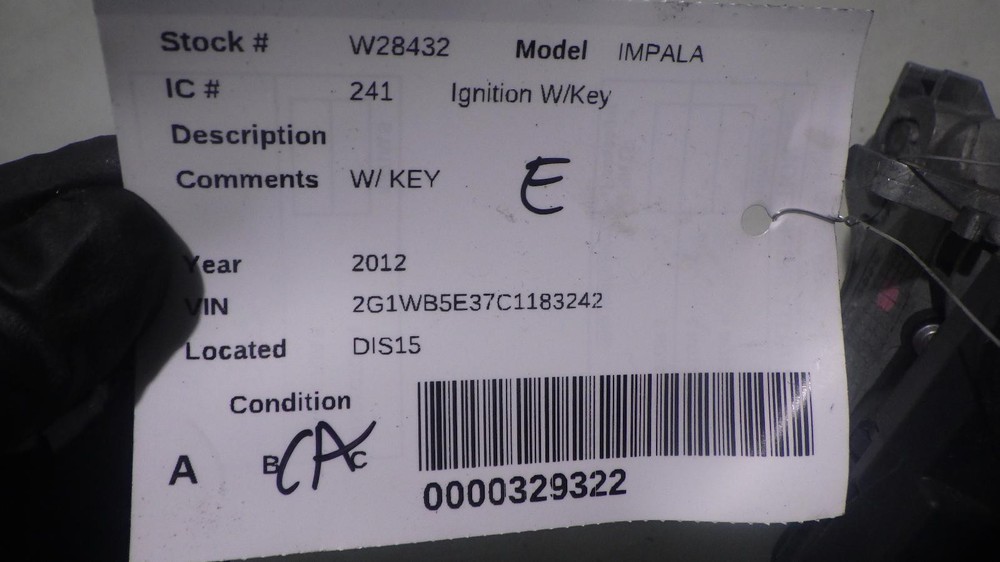 Stock # W28432 Model IMPALA
IC # 241 Ignition W/Key
Description
Comments W/ KEY E
Year 2012
VIN 2G1WB5E37C1183242
Located DIS15
Condition
A B CA C
0000329322